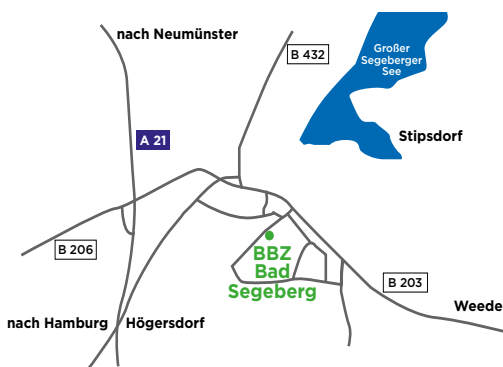 nach Neumünster
B 432
Großer
Segeberger
See
A 21
Stipsdorf
B 206
BBZ
Bad
Segeberg
B 203
Weede
nach Hamburg
Högersdorf